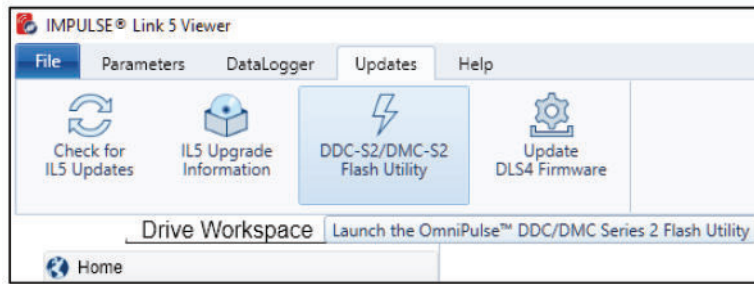 IMPULSE® Link 5 Viewer
File Parameters DataLogger Updates Help
Check for IL5 Upgrade DDC-S2/DMC-S2 Update
IL5 Updates Information Flash Utility DLS4 Firmware
Drive Workspace Launch the OmniPulse™ DDC/DMC Series 2 Flash Utility
Home